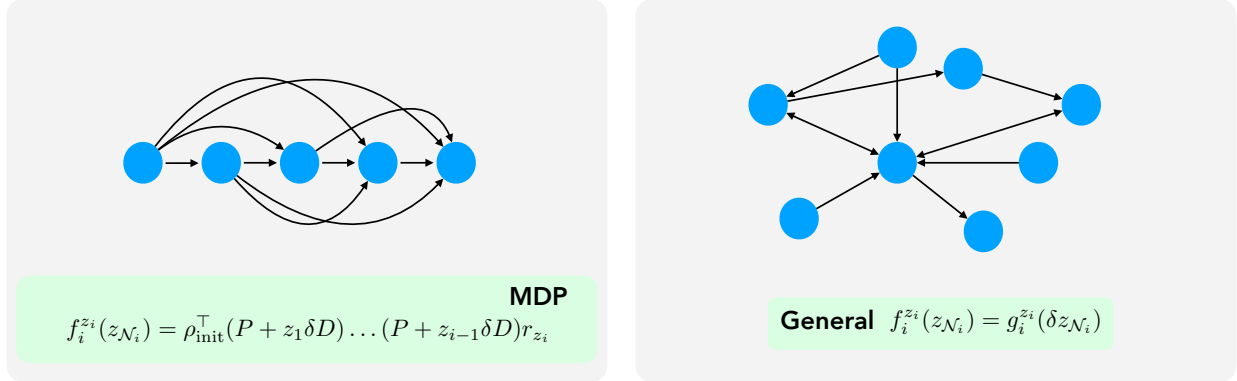 MDP
$f_i^{z_i}(z_{\mathcal{N}_i}) = \rho_{\text{init}}^{\top}(P + z_1 \delta D) \ldots (P + z_{i-1} \delta D) r_{z_i}$
General $f_i^{z_i}(z_{\mathcal{N}_i}) = g_i^{z_i}(\delta z_{\mathcal{N}_i})$